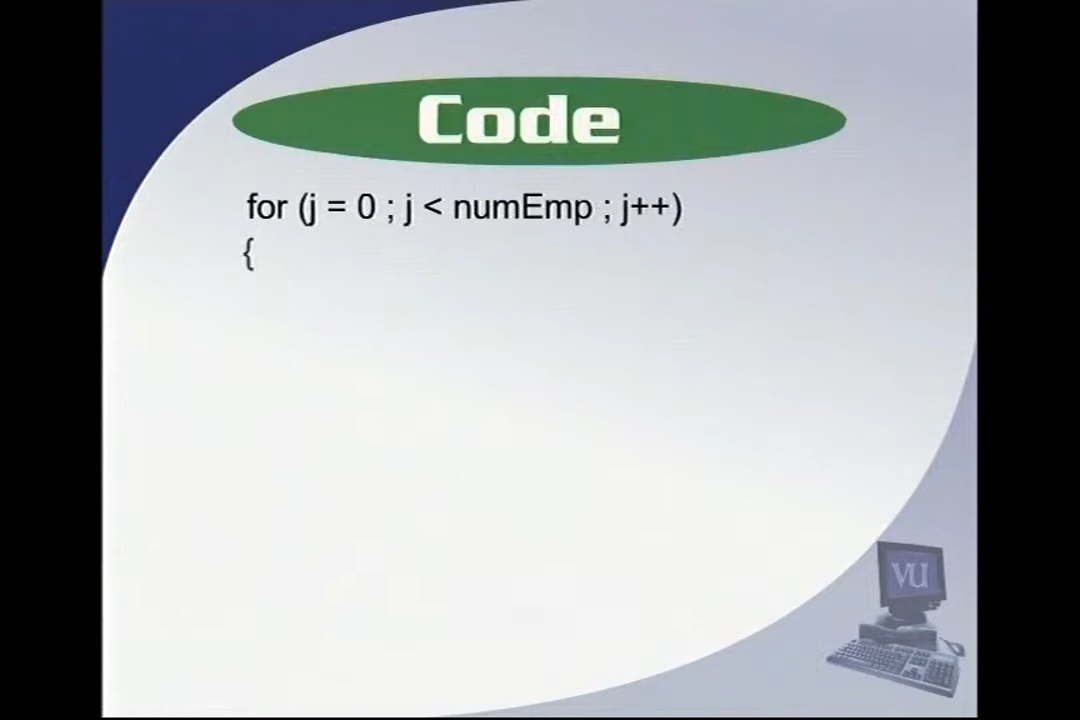 Code
for (j = 0 ; j < numEmp ; j++)
{
VU